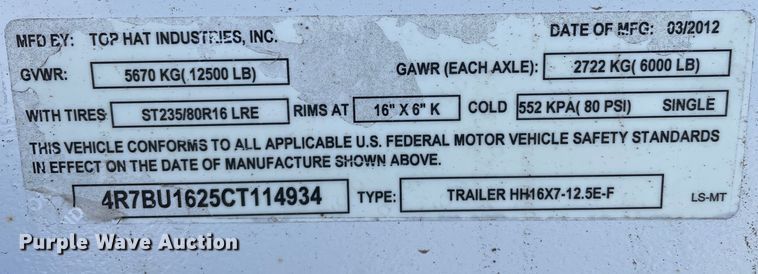 MFD BY: TOP HAT INDUSTRIES, INC. DATE OF MFG: 03/2012
GVWR: 5670 KG( 12500 LB) GAWR (EACH AXLE): 2722 KG( 6000 LB)
WITH TIRES ST235/80R16 LRE RIMS AT 16" X 6" K COLD 552 KPA( 80 PSI) SINGLE
THIS VEHICLE CONFORMS TO ALL APPLICABLE U.S. FEDERAL MOTOR VEHICLE SAFETY STANDARDS
IN EFFECT ON THE DATE OF MANUFACTURE SHOWN ABOVE.
4R7BU1625CT114934 TYPE: TRAILER HH16X7-12.5E-F LS-MT
Purple Wave Auction